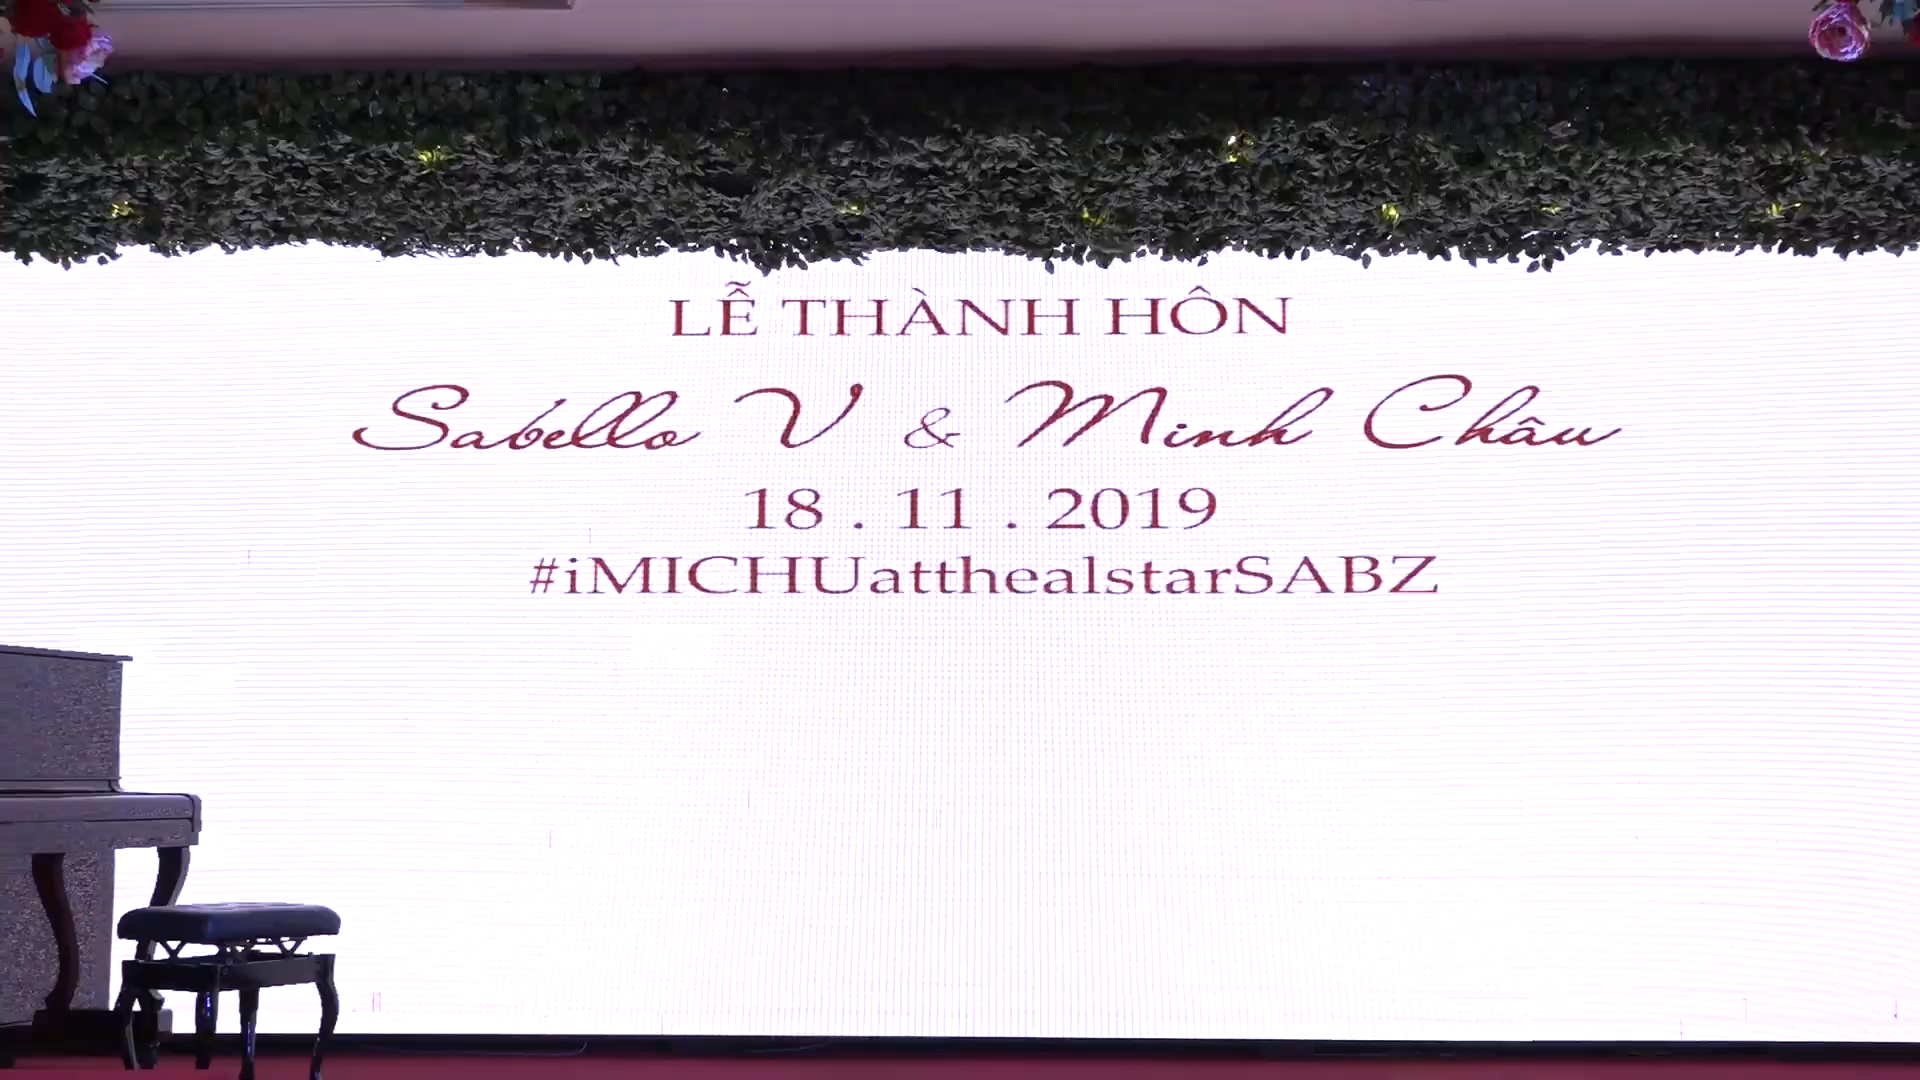 LỄ THÀNH HÔN
Sabello V & Minh Châu
18 . 11 . 2019
#iMICHUatthealstarSABZ